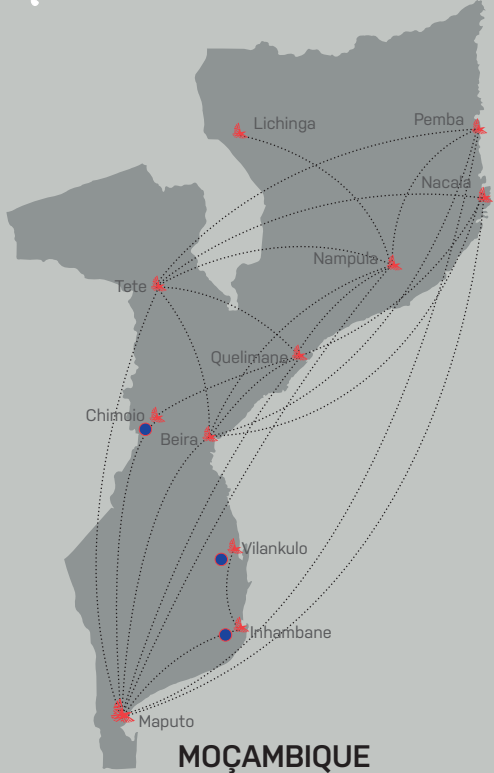 Lichinga
Pemba
Nacala
Nampula
Tete
Quelimane
Chimoio
Beira
Vilankulo
Inhambane
Maputo
MOÇAMBIQUE